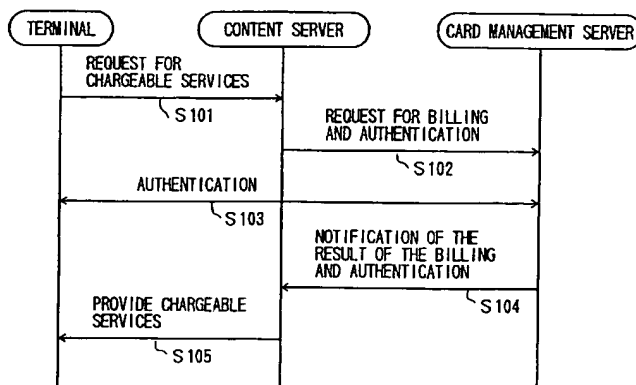 TERMINAL
CONTENT SERVER
CARD MANAGEMENT SERVER
REQUEST FOR
CHARGEABLE SERVICES
S101
REQUEST FOR BILLING
AND AUTHENTICATION
S102
AUTHENTICATION
S103
NOTIFICATION OF THE
RESULT OF THE BILLING
AND AUTHENTICATION
S104
PROVIDE CHARGEABLE
SERVICES
S105